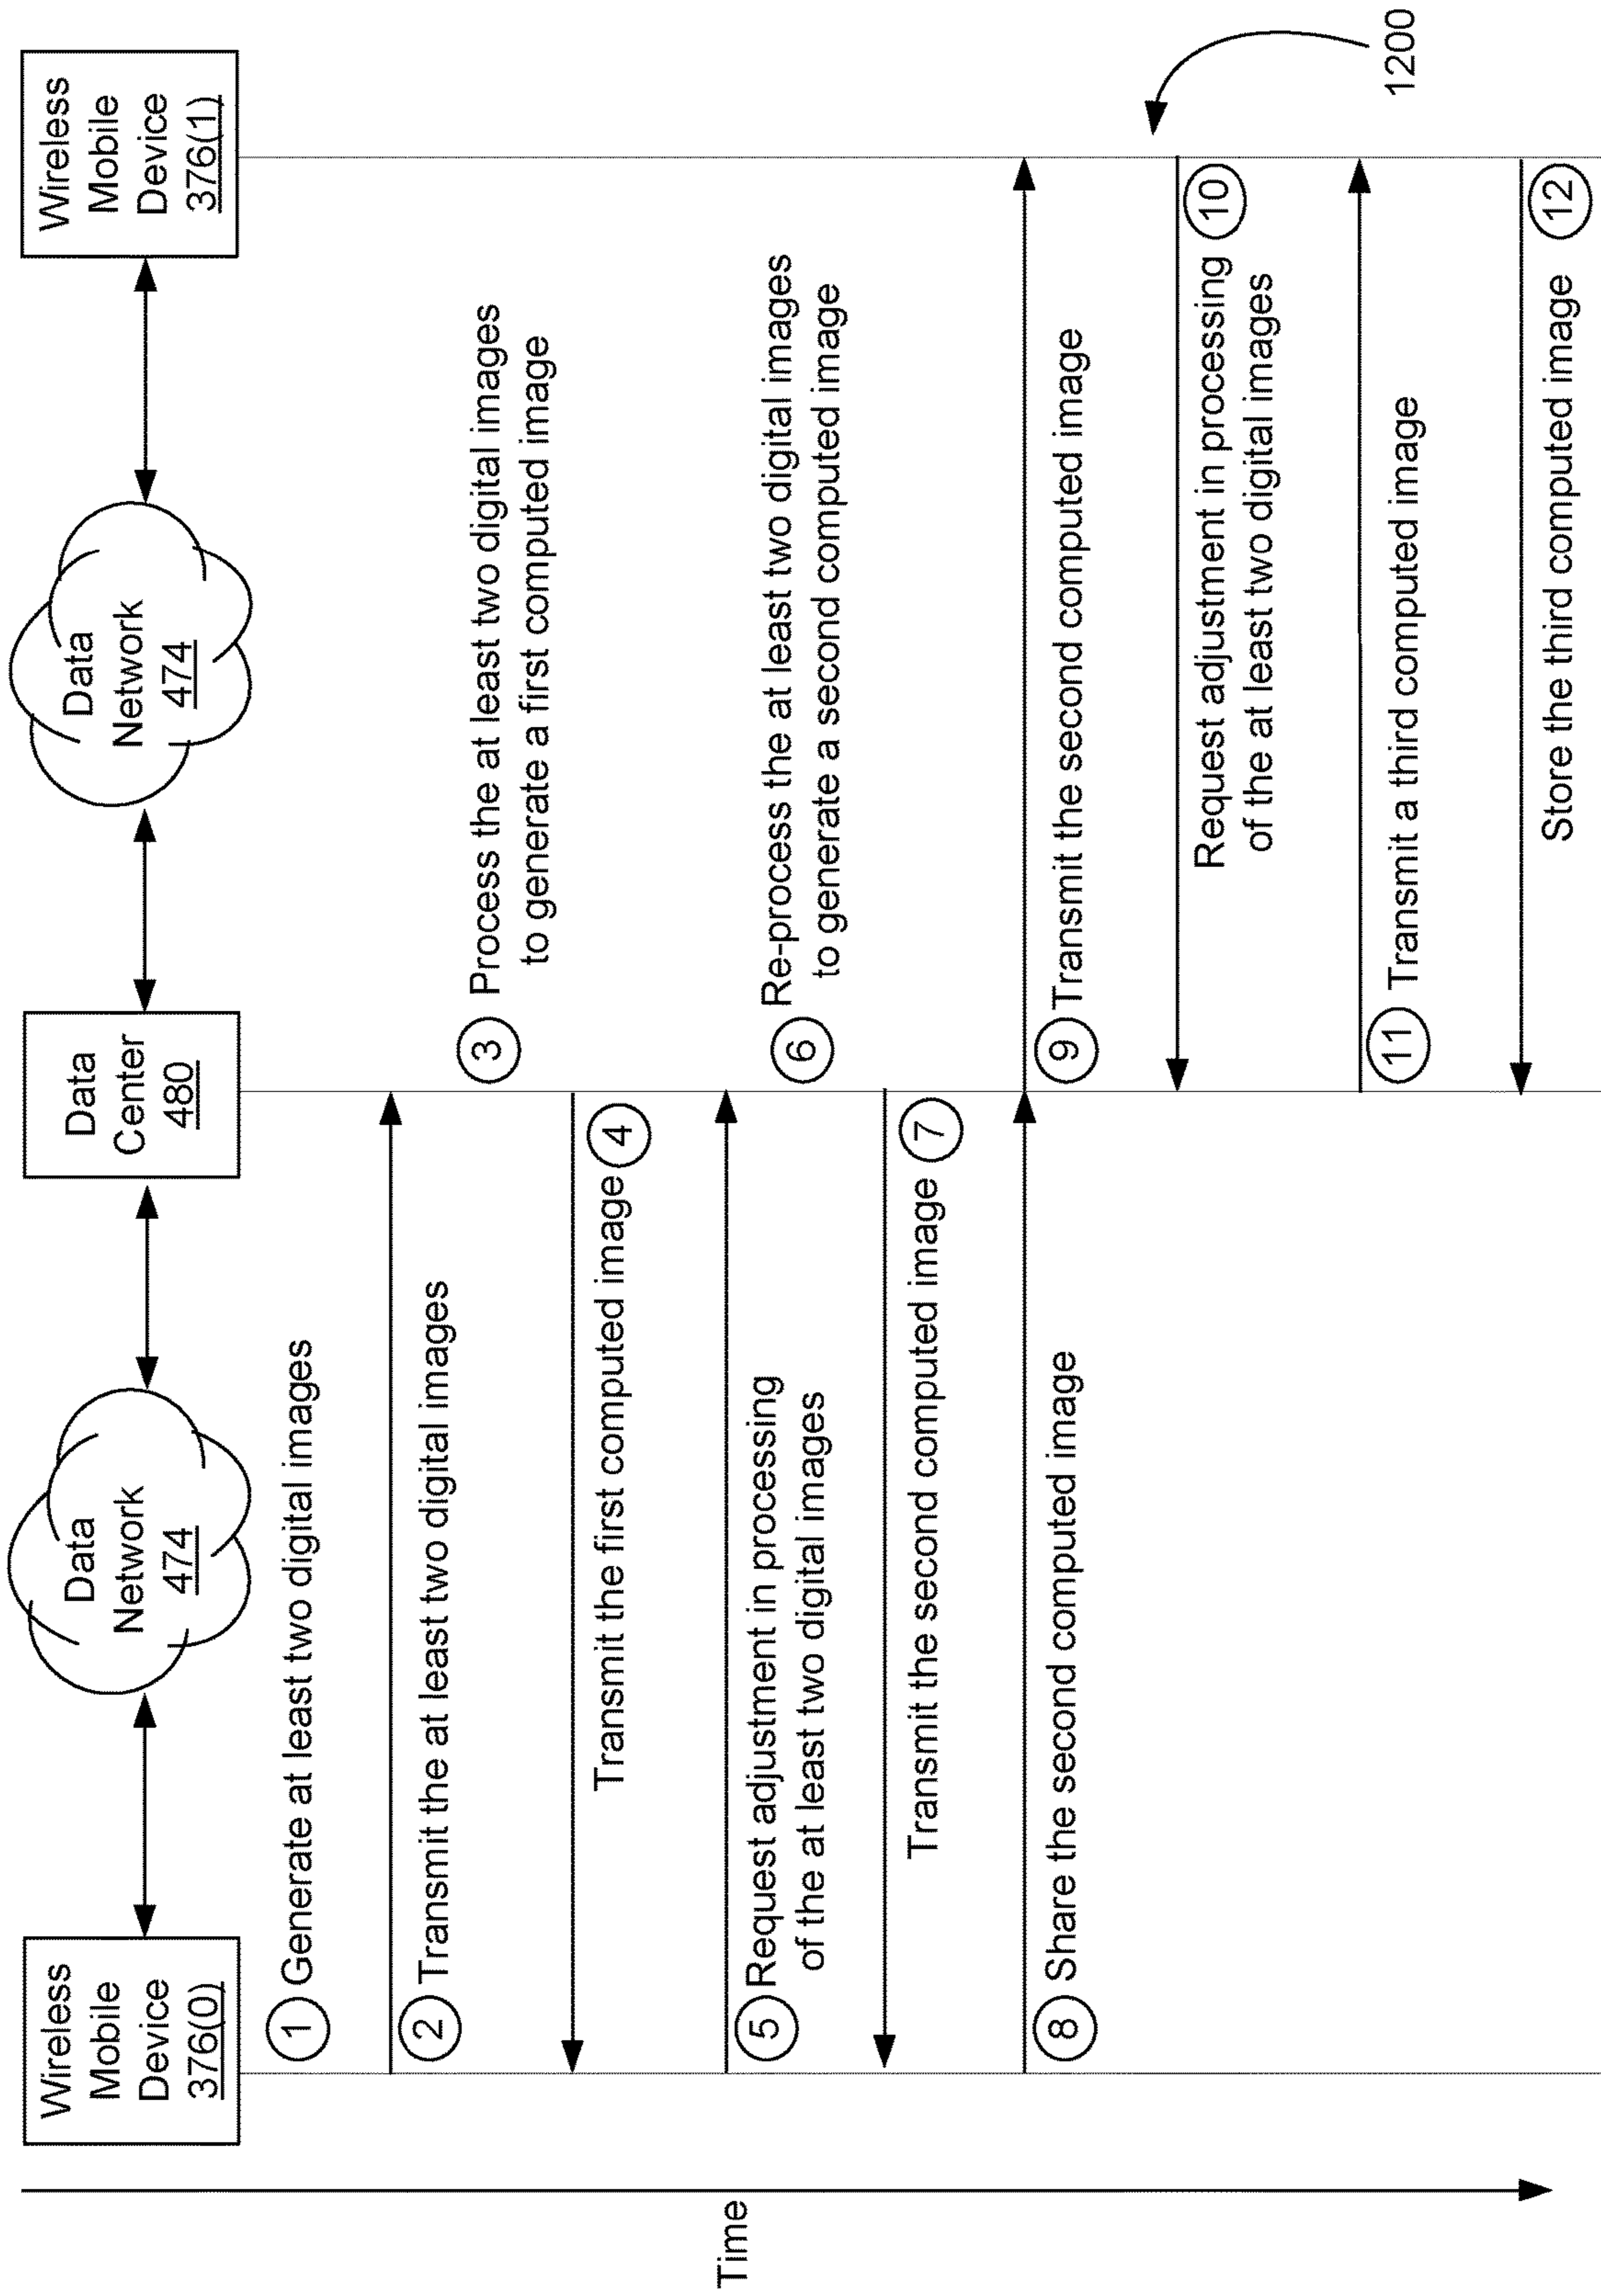 Wireless
Mobile
Device
376(0)
Data
Network
474
Data
Center
480
Data
Network
474
Wireless
Mobile
Device
376(1)
Time
1 Generate at least two digital images
2 Transmit the at least two digital images
3 Process the at least two digital images
to generate a first computed image
Transmit the first computed image 4
5 Request adjustment in processing
of the at least two digital images
6 Re-process the at least two digital images
to generate a second computed image
Transmit the second computed image 7
8 Share the second computed image
9 Transmit the second computed image
Request adjustment in processing 10
of the at least two digital images
11 Transmit a third computed image
Store the third computed image 12
1200